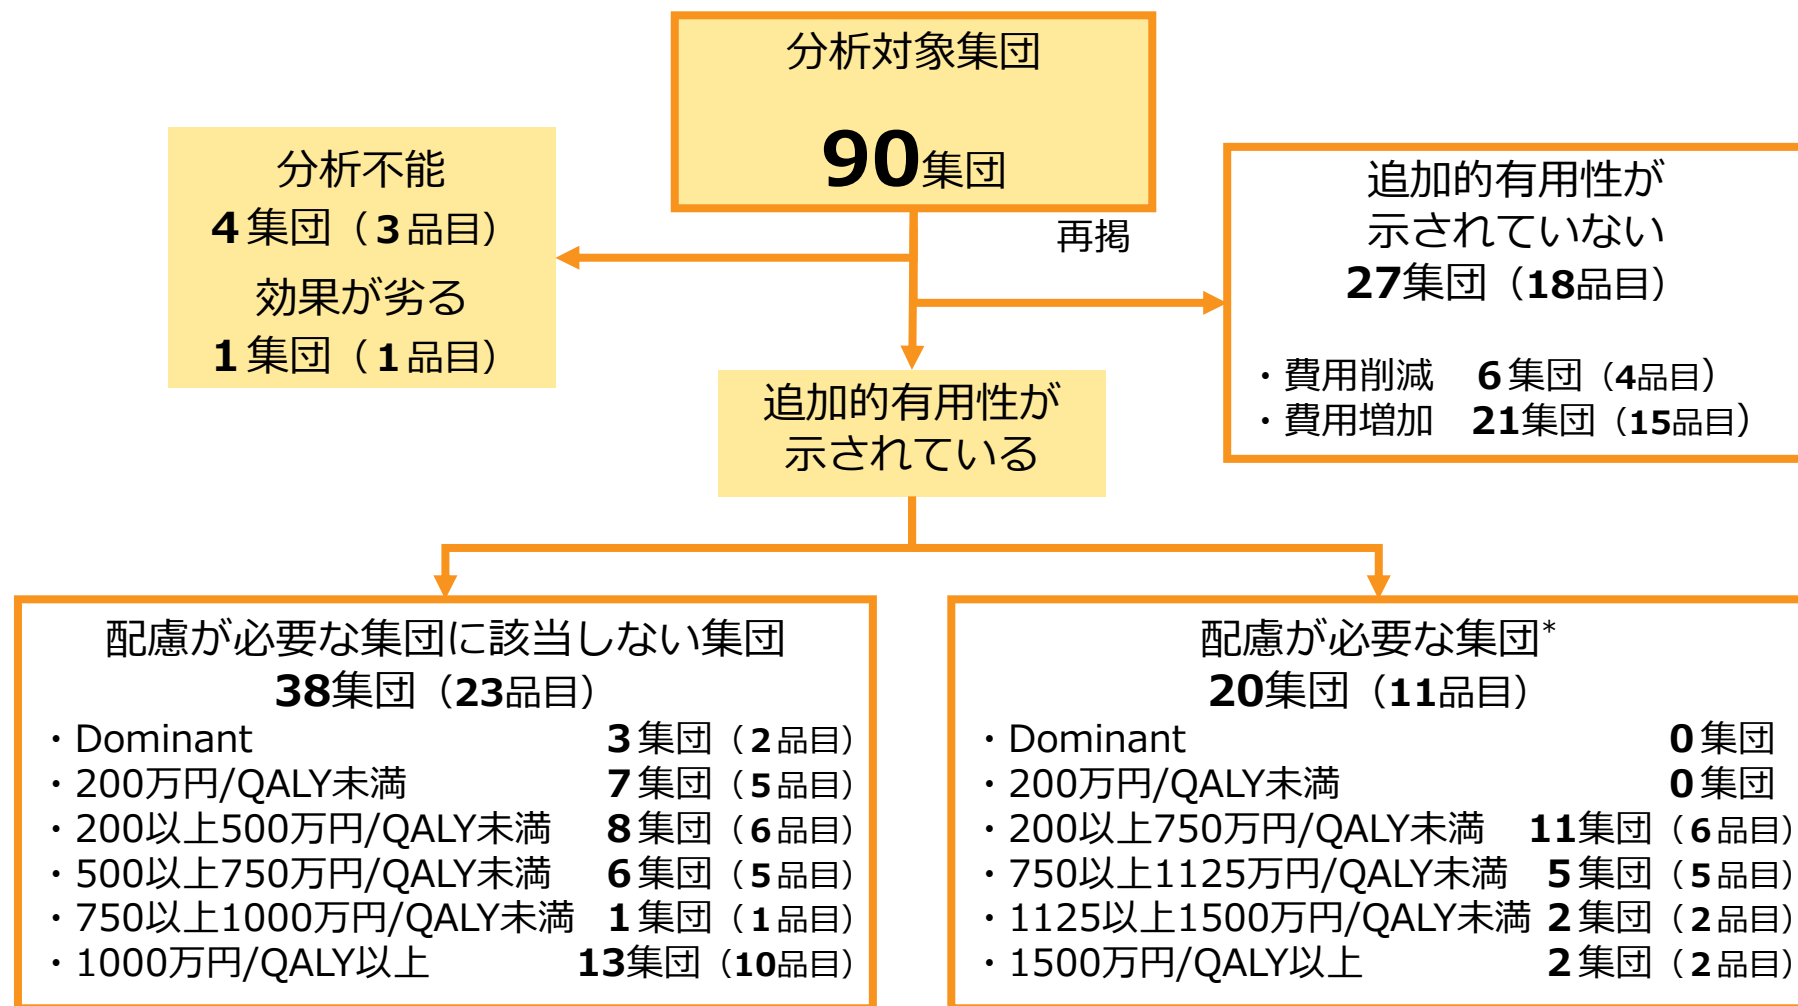 分析対象集団
90集団
分析不能
4集団（3品目）
効果が劣る
1集団（1品目）
再掲
追加的有用性が
示されていない
27集団（18品目）
・費用削減 6集団（4品目）
・費用増加 21集団（15品目）
追加的有用性が
示されている
配慮が必要な集団に該当しない集団
38集団（23品目）
・Dominant 3集団（2品目）
・200万円/QALY未満 7集団（5品目）
・200以上500万円/QALY未満 8集団（6品目）
・500以上750万円/QALY未満 6集団（5品目）
・750以上1000万円/QALY未満 1集団（1品目）
・1000万円/QALY以上 13集団（10品目）
配慮が必要な集団*
20集団（11品目）
・Dominant 0集団
・200万円/QALY未満 0集団
・200以上750万円/QALY未満 11集団（6品目）
・750以上1125万円/QALY未満 5集団（5品目）
・1125以上1500万円/QALY未満 2集団（2品目）
・1500万円/QALY以上 2集団（2品目）